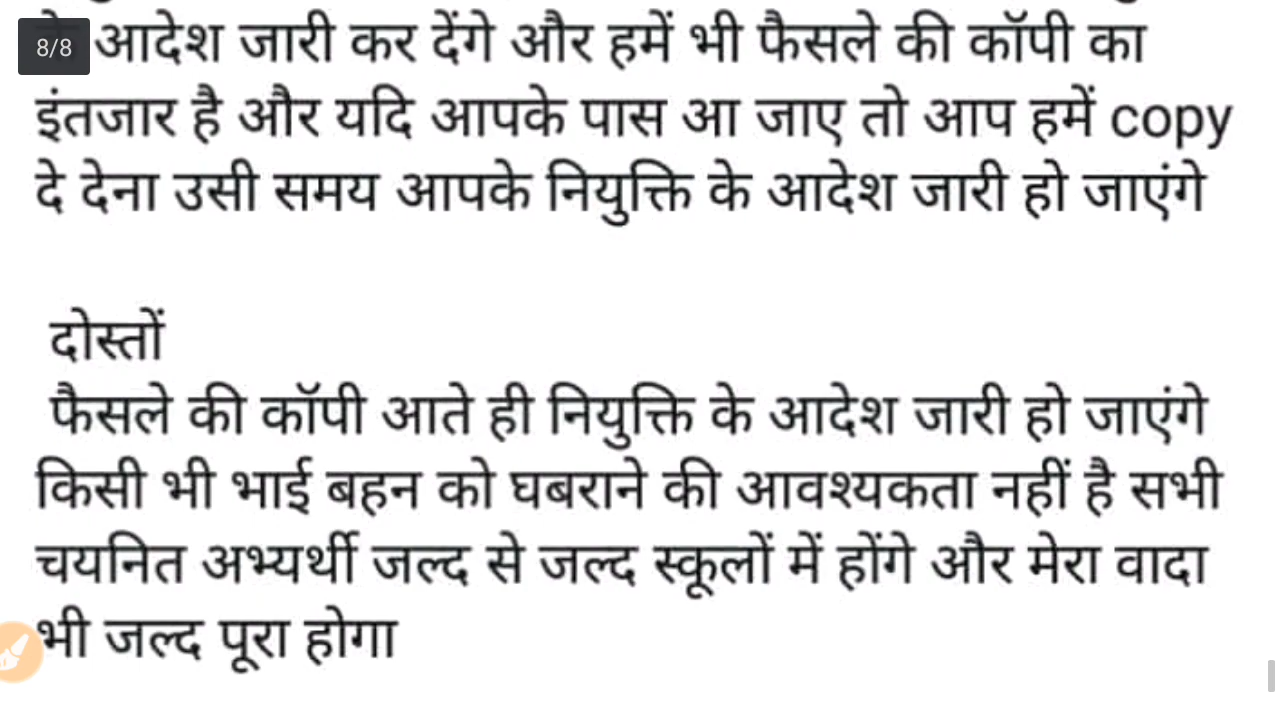 8/8
आदेश जारी कर देंगे और हमें भी फैसले की कॉपी का
इंतजार है और यदि आपके पास आ जाए तो आप हमें copy
दे देना उसी समय आपके नियुक्ति के आदेश जारी हो जाएंगे
दोस्तों
फैसले की कॉपी आते ही नियुक्ति के आदेश जारी हो जाएंगे
किसी भी भाई बहन को घबराने की आवश्यकता नहीं है सभी
चयनित अभ्यर्थी जल्द से जल्द स्कूलों में होंगे और मेरा वादा
भी जल्द पूरा होगा